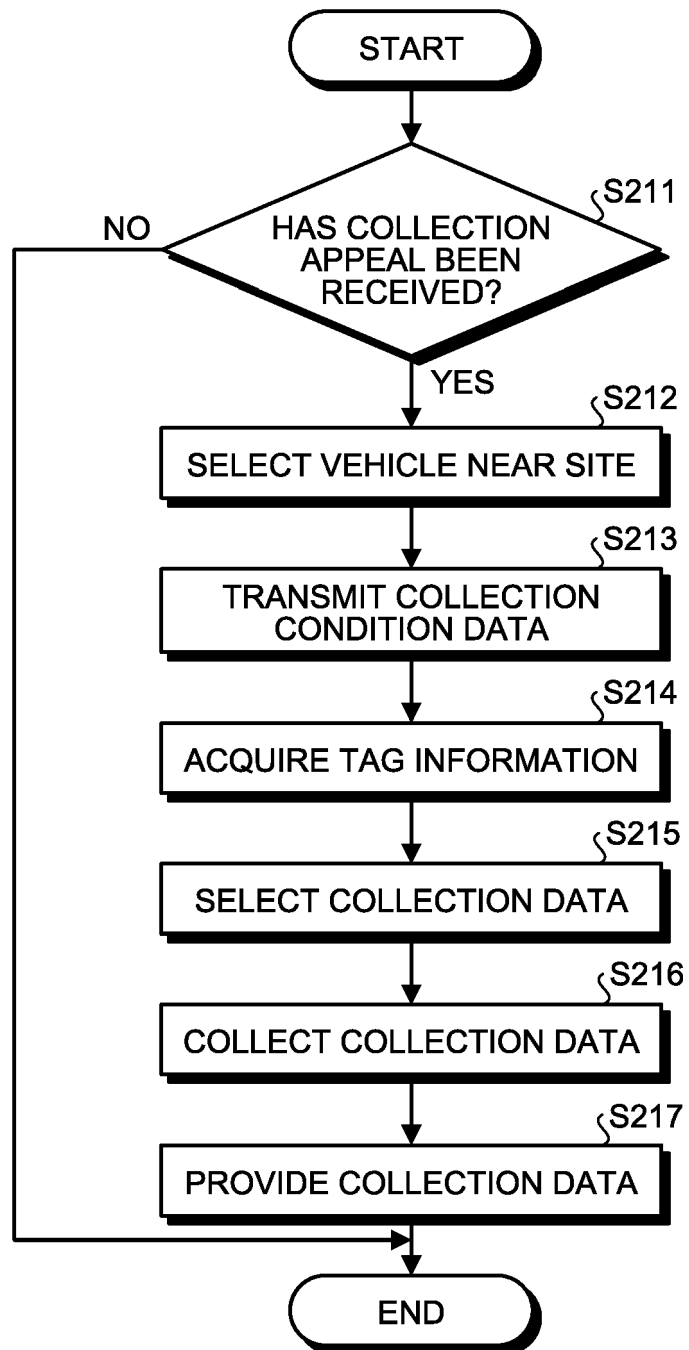 START
S211
NO
HAS COLLECTION
APPEAL BEEN
RECEIVED?
YES
S212
SELECT VEHICLE NEAR SITE
S213
TRANSMIT COLLECTION
CONDITION DATA
S214
ACQUIRE TAG INFORMATION
S215
SELECT COLLECTION DATA
S216
COLLECT COLLECTION DATA
S217
PROVIDE COLLECTION DATA
END